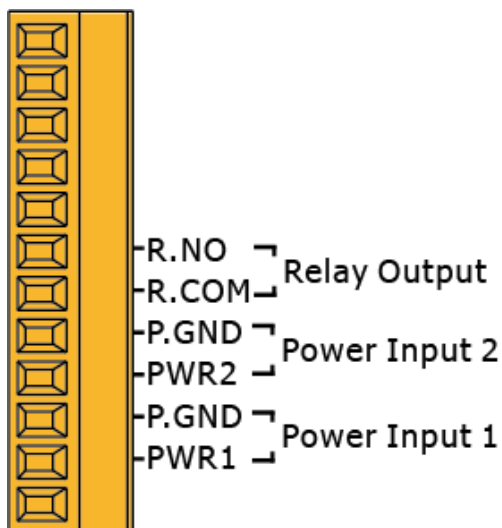 R.NO
R.COM
Relay Output
P.GND
PWR2
Power Input 2
P.GND
PWR1
Power Input 1